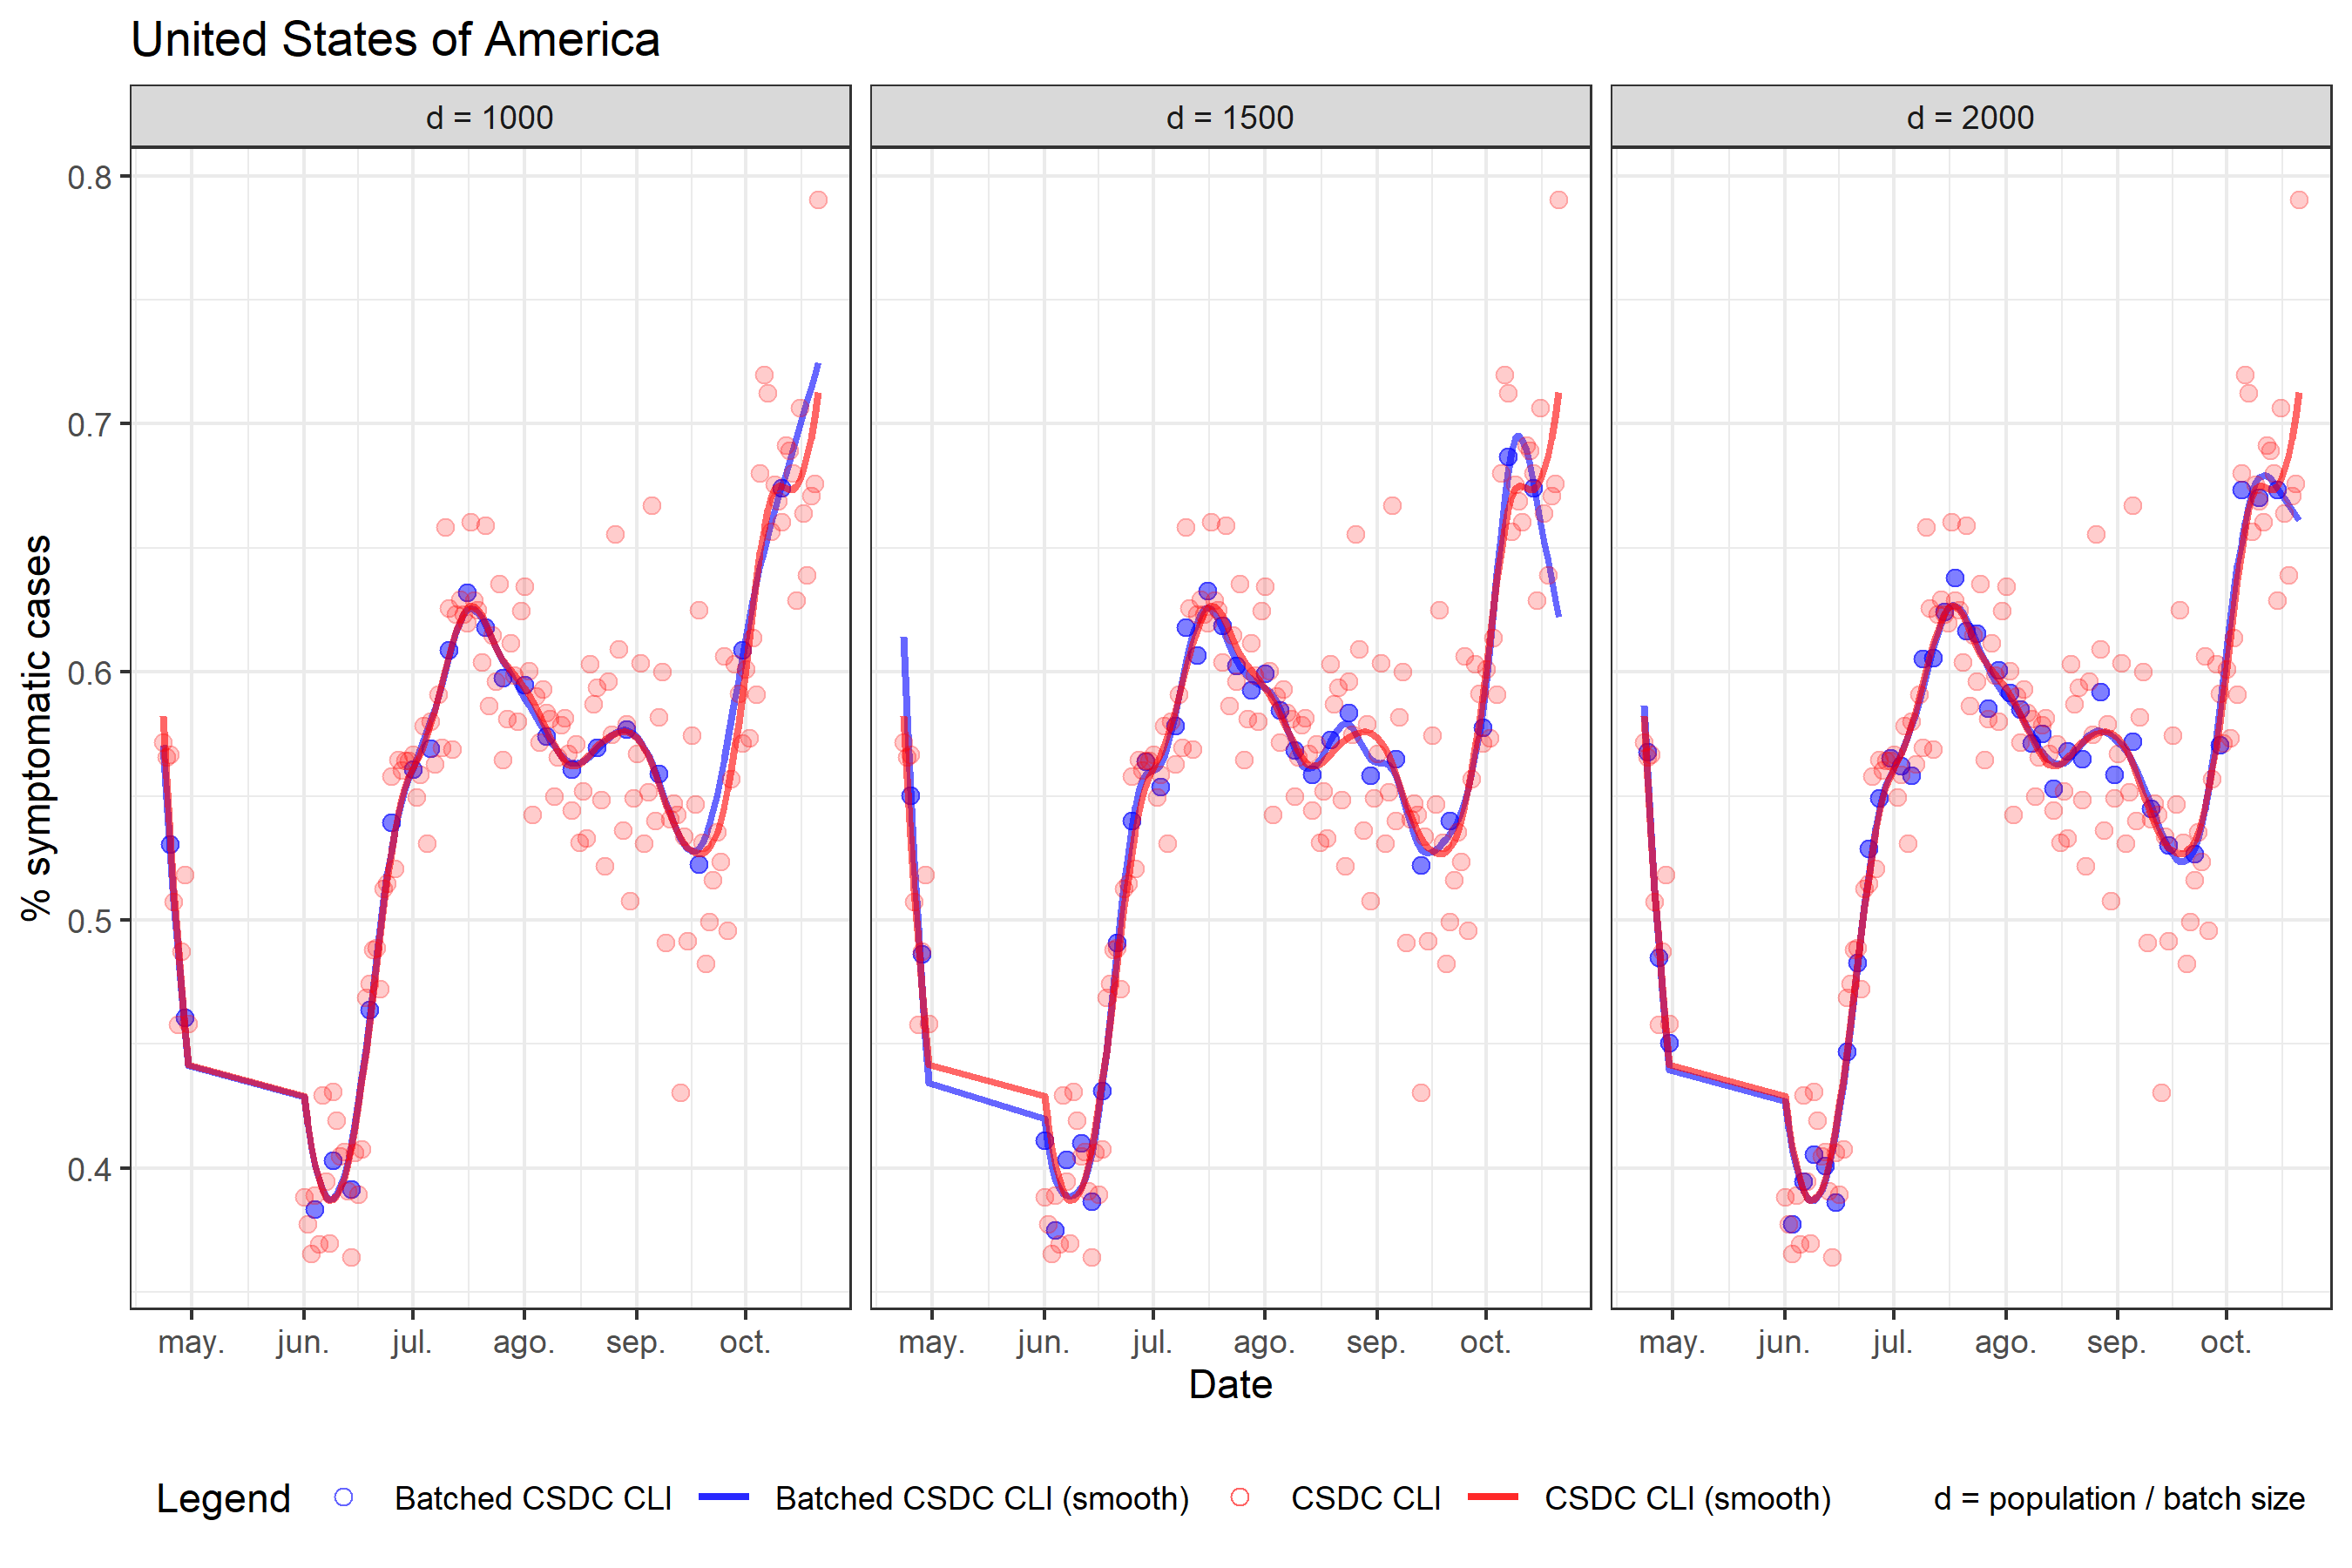 United States of America
d = 1000
d = 1500
d = 2000
% symptomatic cases
0.8
0.7
0.6
0.5
0.4
may. jun. jul. ago. sep. oct.
may. jun. jul. ago. sep. oct.
may. jun. jul. ago. sep. oct.
Date
Legend Batched CSDC CLI Batched CSDC CLI (smooth) CSDC CLI CSDC CLI (smooth) d = population / batch size